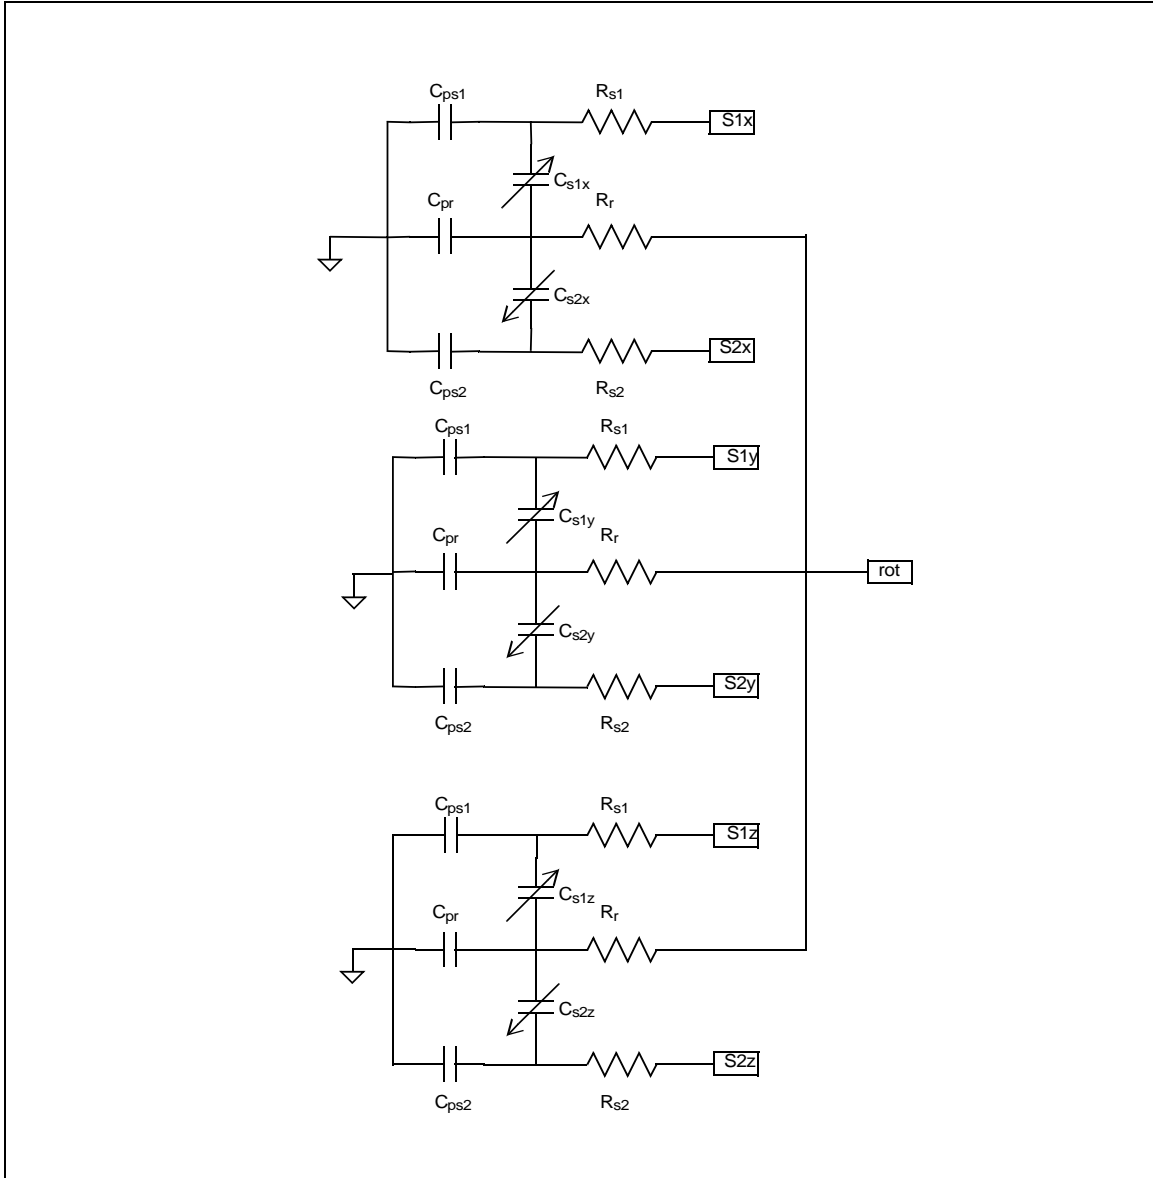 Cps1
Rs1
S1x
Cs1x
Cpr
Rr
Cs2x
S2x
Cps2
Rs2
Cps1
Rs1
S1y
Cs1y
Cpr
Rr
rot
Cs2y
S2y
Cps2
Rs2
Cps1
Rs1
S1z
Cs1z
Cpr
Rr
Cs2z
S2z
Cps2
Rs2